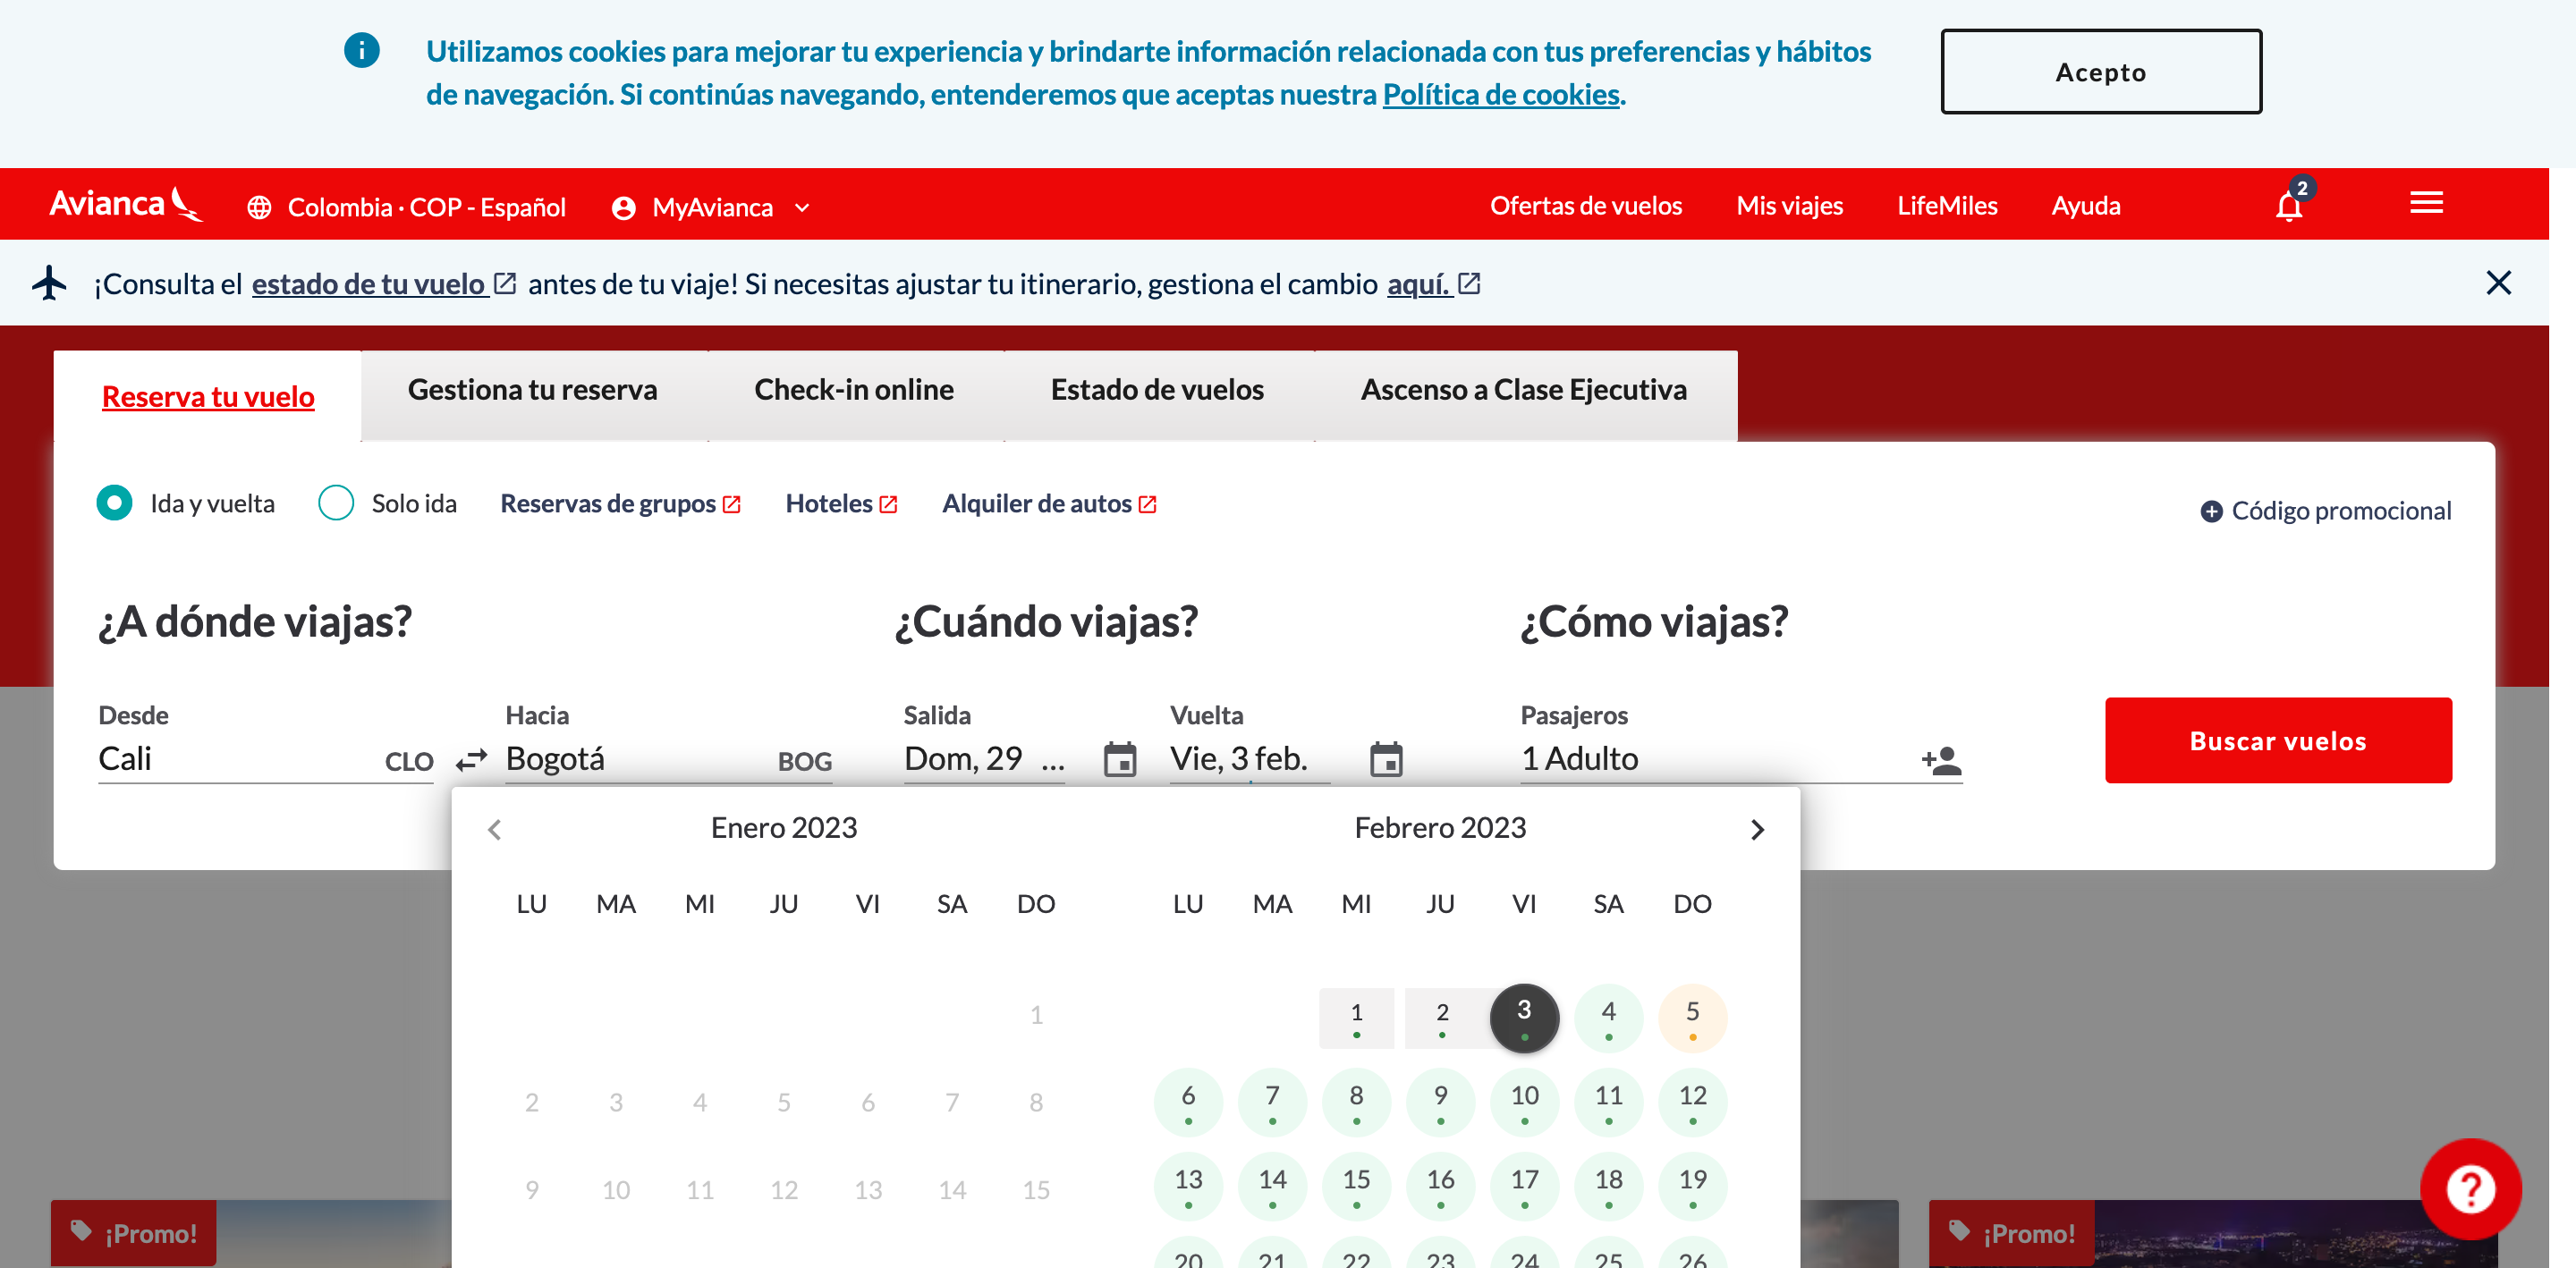 Utilizamos cookies para mejorar tu experiencia y brindarte información relacionada con tus preferencias y hábitos
de navegación. Si continúas navegando, entenderemos que aceptas nuestra Política de cookies.
Acepto
Avianca
Colombia · COP - Español
MyAvianca
Ofertas de vuelos
Mis viajes
LifeMiles
Ayuda
2
¡Consulta el estado de tu vuelo antes de tu viaje! Si necesitas ajustar tu itinerario, gestiona el cambio aquí.
Reserva tu vuelo
Gestiona tu reserva
Check-in online
Estado de vuelos
Ascenso a Clase Ejecutiva
Ida y vuelta
Solo ida
Reservas de grupos
Hoteles
Alquiler de autos
Código promocional
¿A dónde viajas?
¿Cuándo viajas?
¿Cómo viajas?
Desde
Hacia
Salida
Vuelta
Pasajeros
Cali CLO
Bogotá BOG
Dom, 29 ...
Vie, 3 feb.
1 Adulto
Buscar vuelos
Enero 2023
LU MA MI JU VI SA DO
1
2 3 4 5 6 7 8
9 10 11 12 13 14 15
Febrero 2023
LU MA MI JU VI SA DO
1 2 3 4 5
6 7 8 9 10 11 12
13 14 15 16 17 18 19
20 21 22 23 24 25 26
¡Promo!
¡Promo!